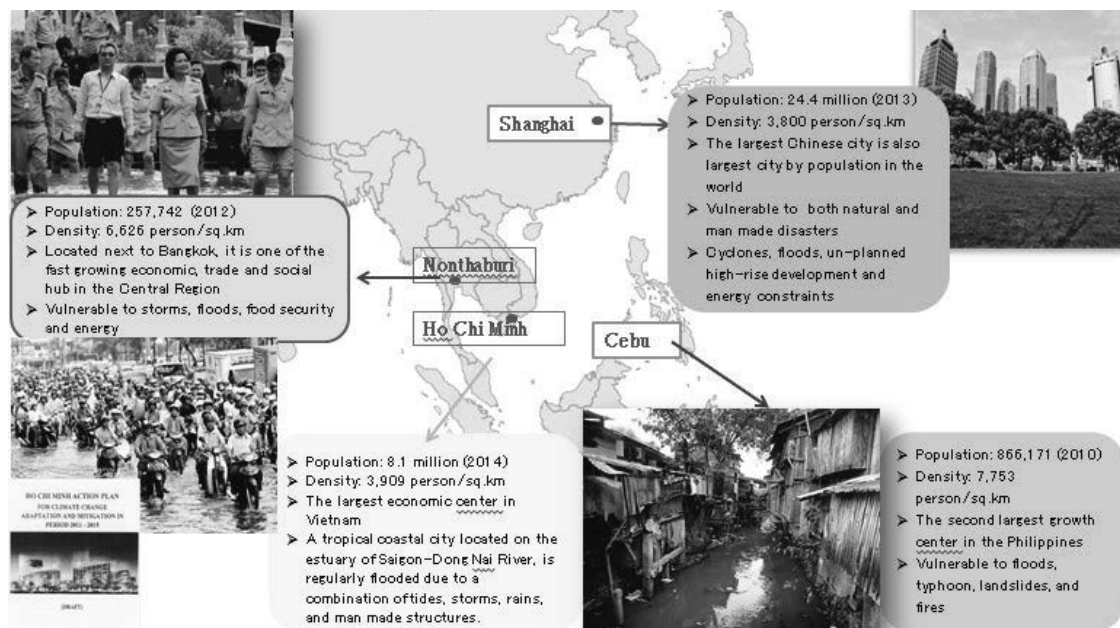 Shanghai
➤ Population: 24.4 million (2013)
➤ Density: 3,800 person/sq.km
➤ The largest Chinese city is also
largest city by population in the
world
➤ Vulnerable to both natural and
man made disasters
➤ Cyclones, floods, un-planned
high-rise development and
energy constraints
➤ Population: 257,742 (2012)
➤ Density: 6,626 person/sq.km
➤ Located next to Bangkok, it is one of the
fast growing economic, trade and social
hub in the Central Region
➤ Vulnerable to storms, floods, food security
and energy
Nonthaburi
Ho Chi Minh
Cebu
➤ Population: 8.1 million (2014)
➤ Density: 3,909 person/sq.km
➤ The largest economic center in
Vietnam
➤ A tropical coastal city located on the
estuary of Saigon-Dong Nai River, is
regularly flooded due to a
combination of tides, storms, rains,
and man made structures.
➤ Population: 866,171 (2010)
➤ Density: 7,753
person/sq.km
➤ The second largest growth
center in the Philippines
➤ Vulnerable to floods,
typhoon, landslides, and
fires
HO CHI MINH ACTION PLAN
FOR CLIMATE CHANGE
ADAPTATION AND MITIGATION IN
PERIOD 2011 - 2015
(DRAFT)